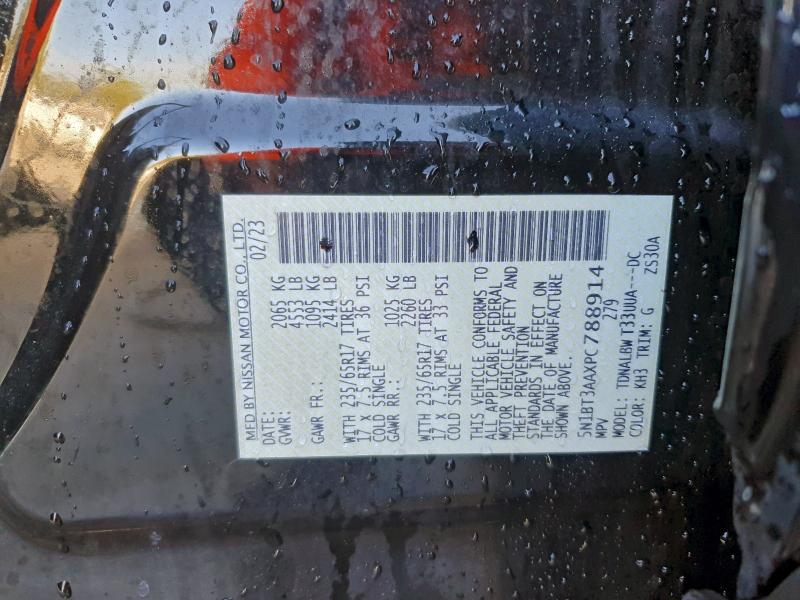 MFD BY NISSAN MOTOR CO., LTD.
DATE: 02/23
GVWR: 2065 KG
4553 LB
GAWR FR.: 1095 KG
2414 LB
WITH 235/65R17 TIRES
17 X 7.5 RIMS AT 36 PSI
COLD SINGLE
GAWR RR.: 1025 KG
2260 LB
WITH 235/65R17 TIRES
17 X 7.5 RIMS AT 33 PSI
COLD SINGLE
THIS VEHICLE CONFORMS TO
ALL APPLICABLE FEDERAL
MOTOR VEHICLE SAFETY AND
THEFT PREVENTION
STANDARDS IN EFFECT ON
THE DATE OF MANUFACTURE
SHOWN ABOVE.
5N1BT3AAXPC788914
MPV 279
MODEL: TDNALBW T33UUA---DC
COLOR: KH3 TRIM: G ZS30A